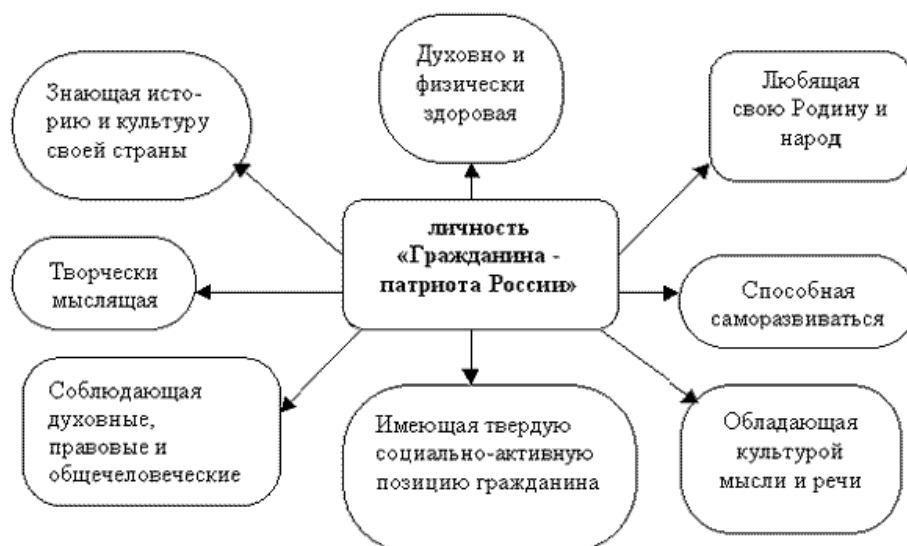 Духовно и
физически
здоровая
Знающая исто-
рию и культуру
своей страны
Любящая
свою Родину и
народ
личность
«Гражданина -
патриота России»
Творчески
мыслящая
Способная
саморазвиваться
Соблюдающая
духовные,
правовые и
общечеловеческие
Имеющая твердую
социально-активную
позицию гражданина
Обладающая
культурой
мысли и речи